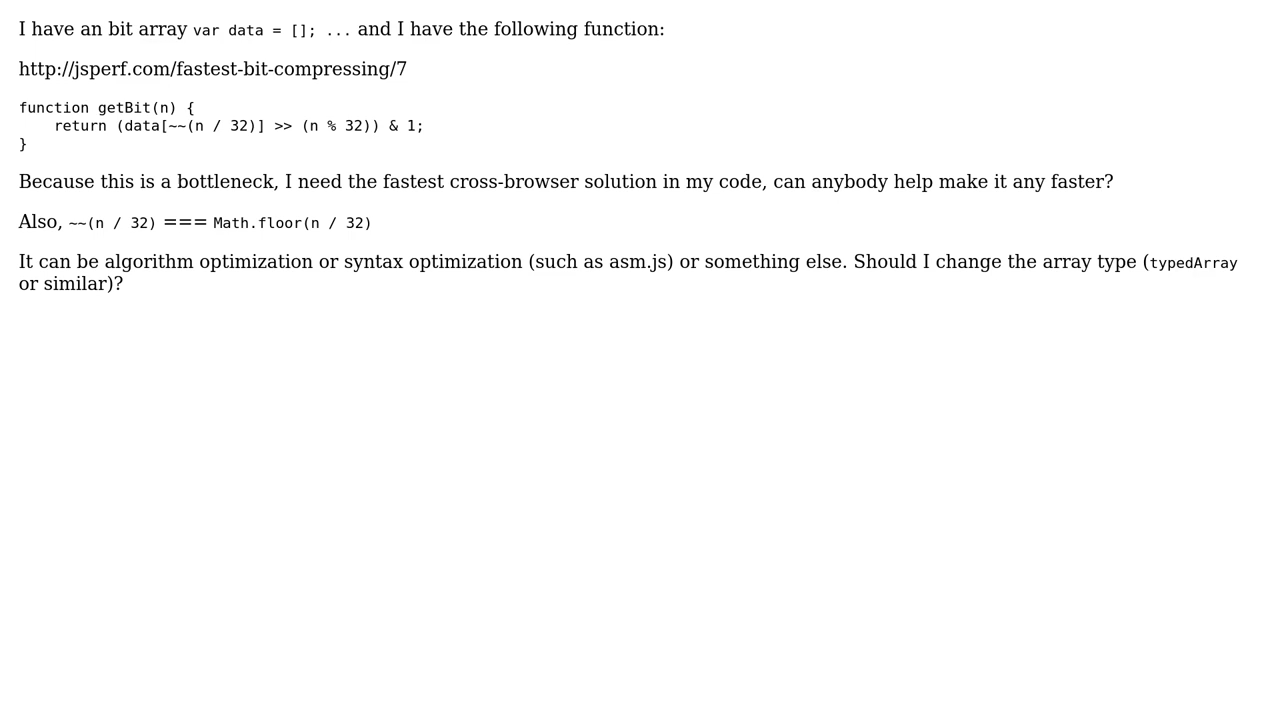 I have an bit array var data = []; ... and I have the following function:
http://jsperf.com/fastest-bit-compressing/7
function getBit(n) {
    return (data[~~(n / 32)] >> (n % 32)) & 1;
}
Because this is a bottleneck, I need the fastest cross-browser solution in my code, can anybody help make it any faster?
Also, ~~(n / 32) === Math.floor(n / 32)
It can be algorithm optimization or syntax optimization (such as asm.js) or something else. Should I change the array type (typedArray
or similar)?